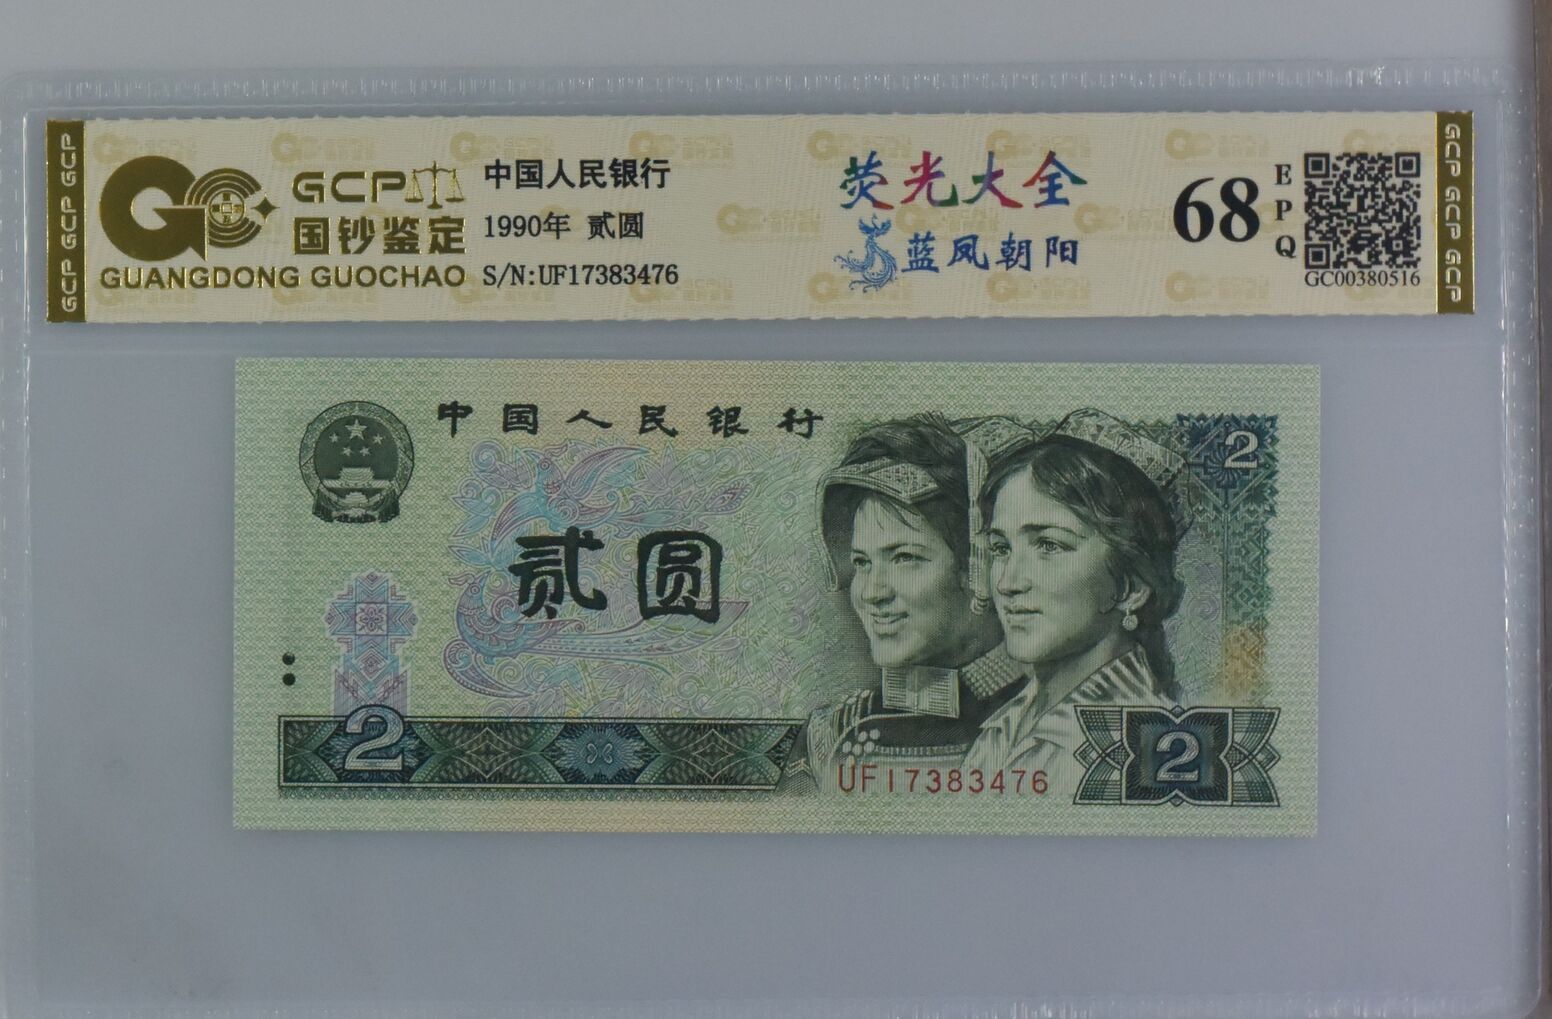 GCP GCP GCP
GCP
国钞鉴定
GUANGDONG GUOCHAO
中国人民银行
1990年 贰圆
S/N:UF17383476
荧光大全
蓝凤朝阳
68
EPQ
GC00380516
GCP GCP GCP
中国人民银行
2
贰圆
2
UF17383476
2